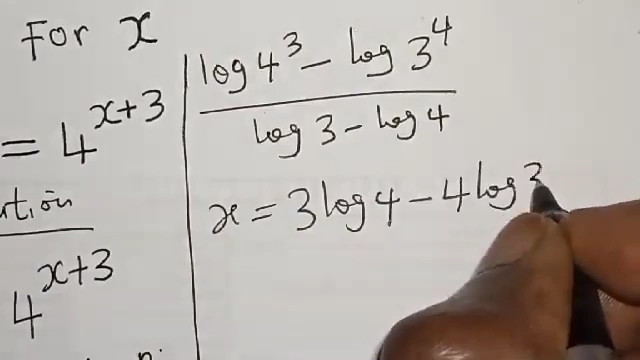 For x
= 4^{x+3}
ution
4^{x+3}
log 4^3 - log 3^4
log 3 - log 4
x = 3 log 4 - 4 log 3